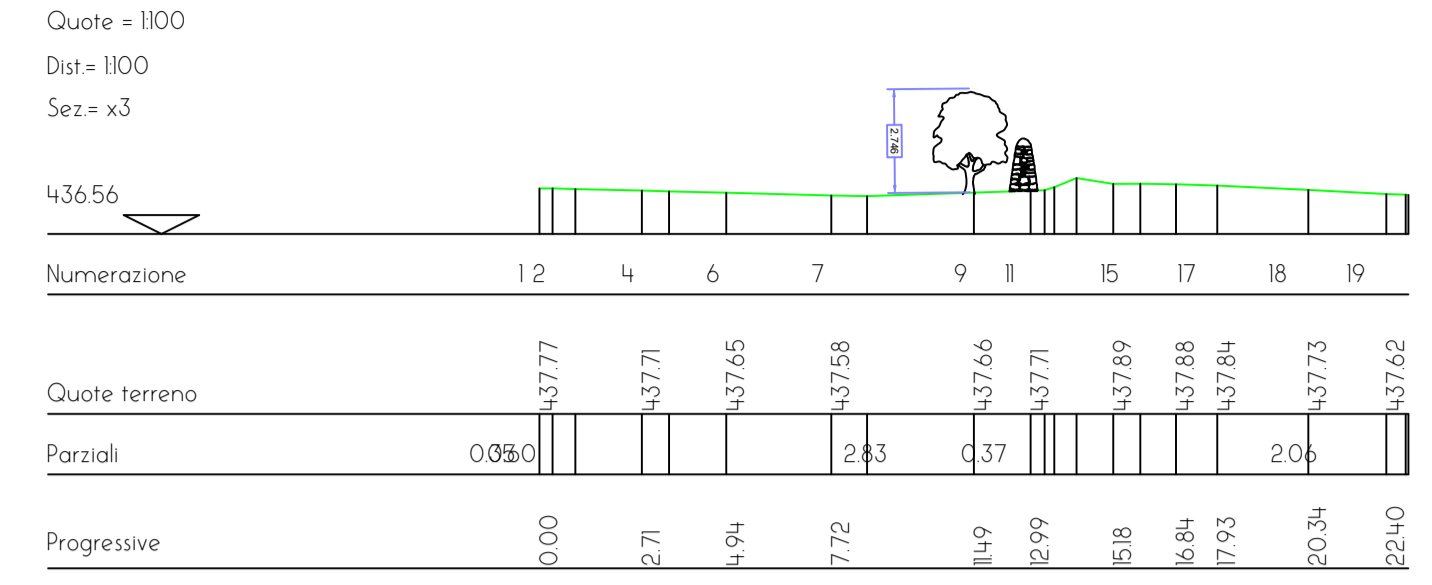 Quote = 1:100
Dist.= 1:100
Sez.= x3
2.746
436.56
Numerazione 1 2 4 6 7 9 11 15 17 18 19
Quote terreno 437.77 437.71 437.65 437.58 437.66 437.71 437.89 437.88 437.84 437.73 437.62
Parziali 2.83 0.37 2.06
Progressive 0.00 2.71 4.94 7.72 11.49 12.99 15.18 16.84 17.93 20.34 22.40